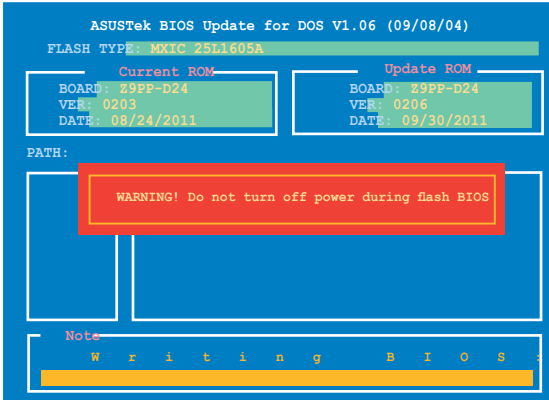 ASUSTek BIOS Update for DOS V1.06 (09/08/04)
FLASH TYPE: MXIC 25L1605A
Current ROM
BOARD: Z9PP-D24
VER: 0203
DATE: 08/24/2011
Update ROM
BOARD: Z9PP-D24
VER: 0206
DATE: 09/30/2011
PATH:
WARNING! Do not turn off power during flash BIOS
Note
Writing BIOS: